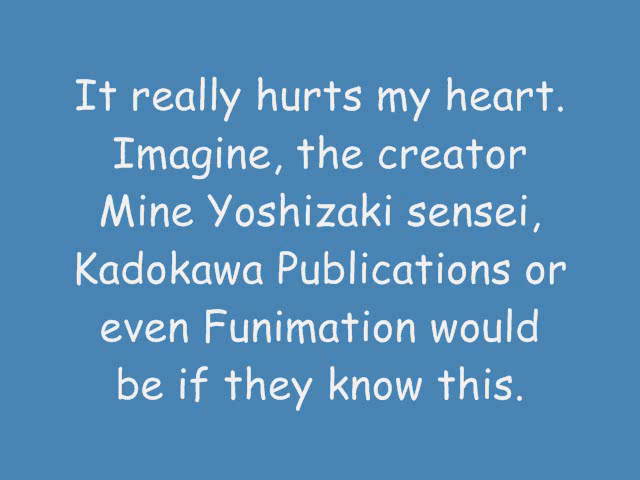 It really hurts my heart.
Imagine, the creator
Mine Yoshizaki sensei,
Kadokawa Publications or
even Funimation would
be if they know this.